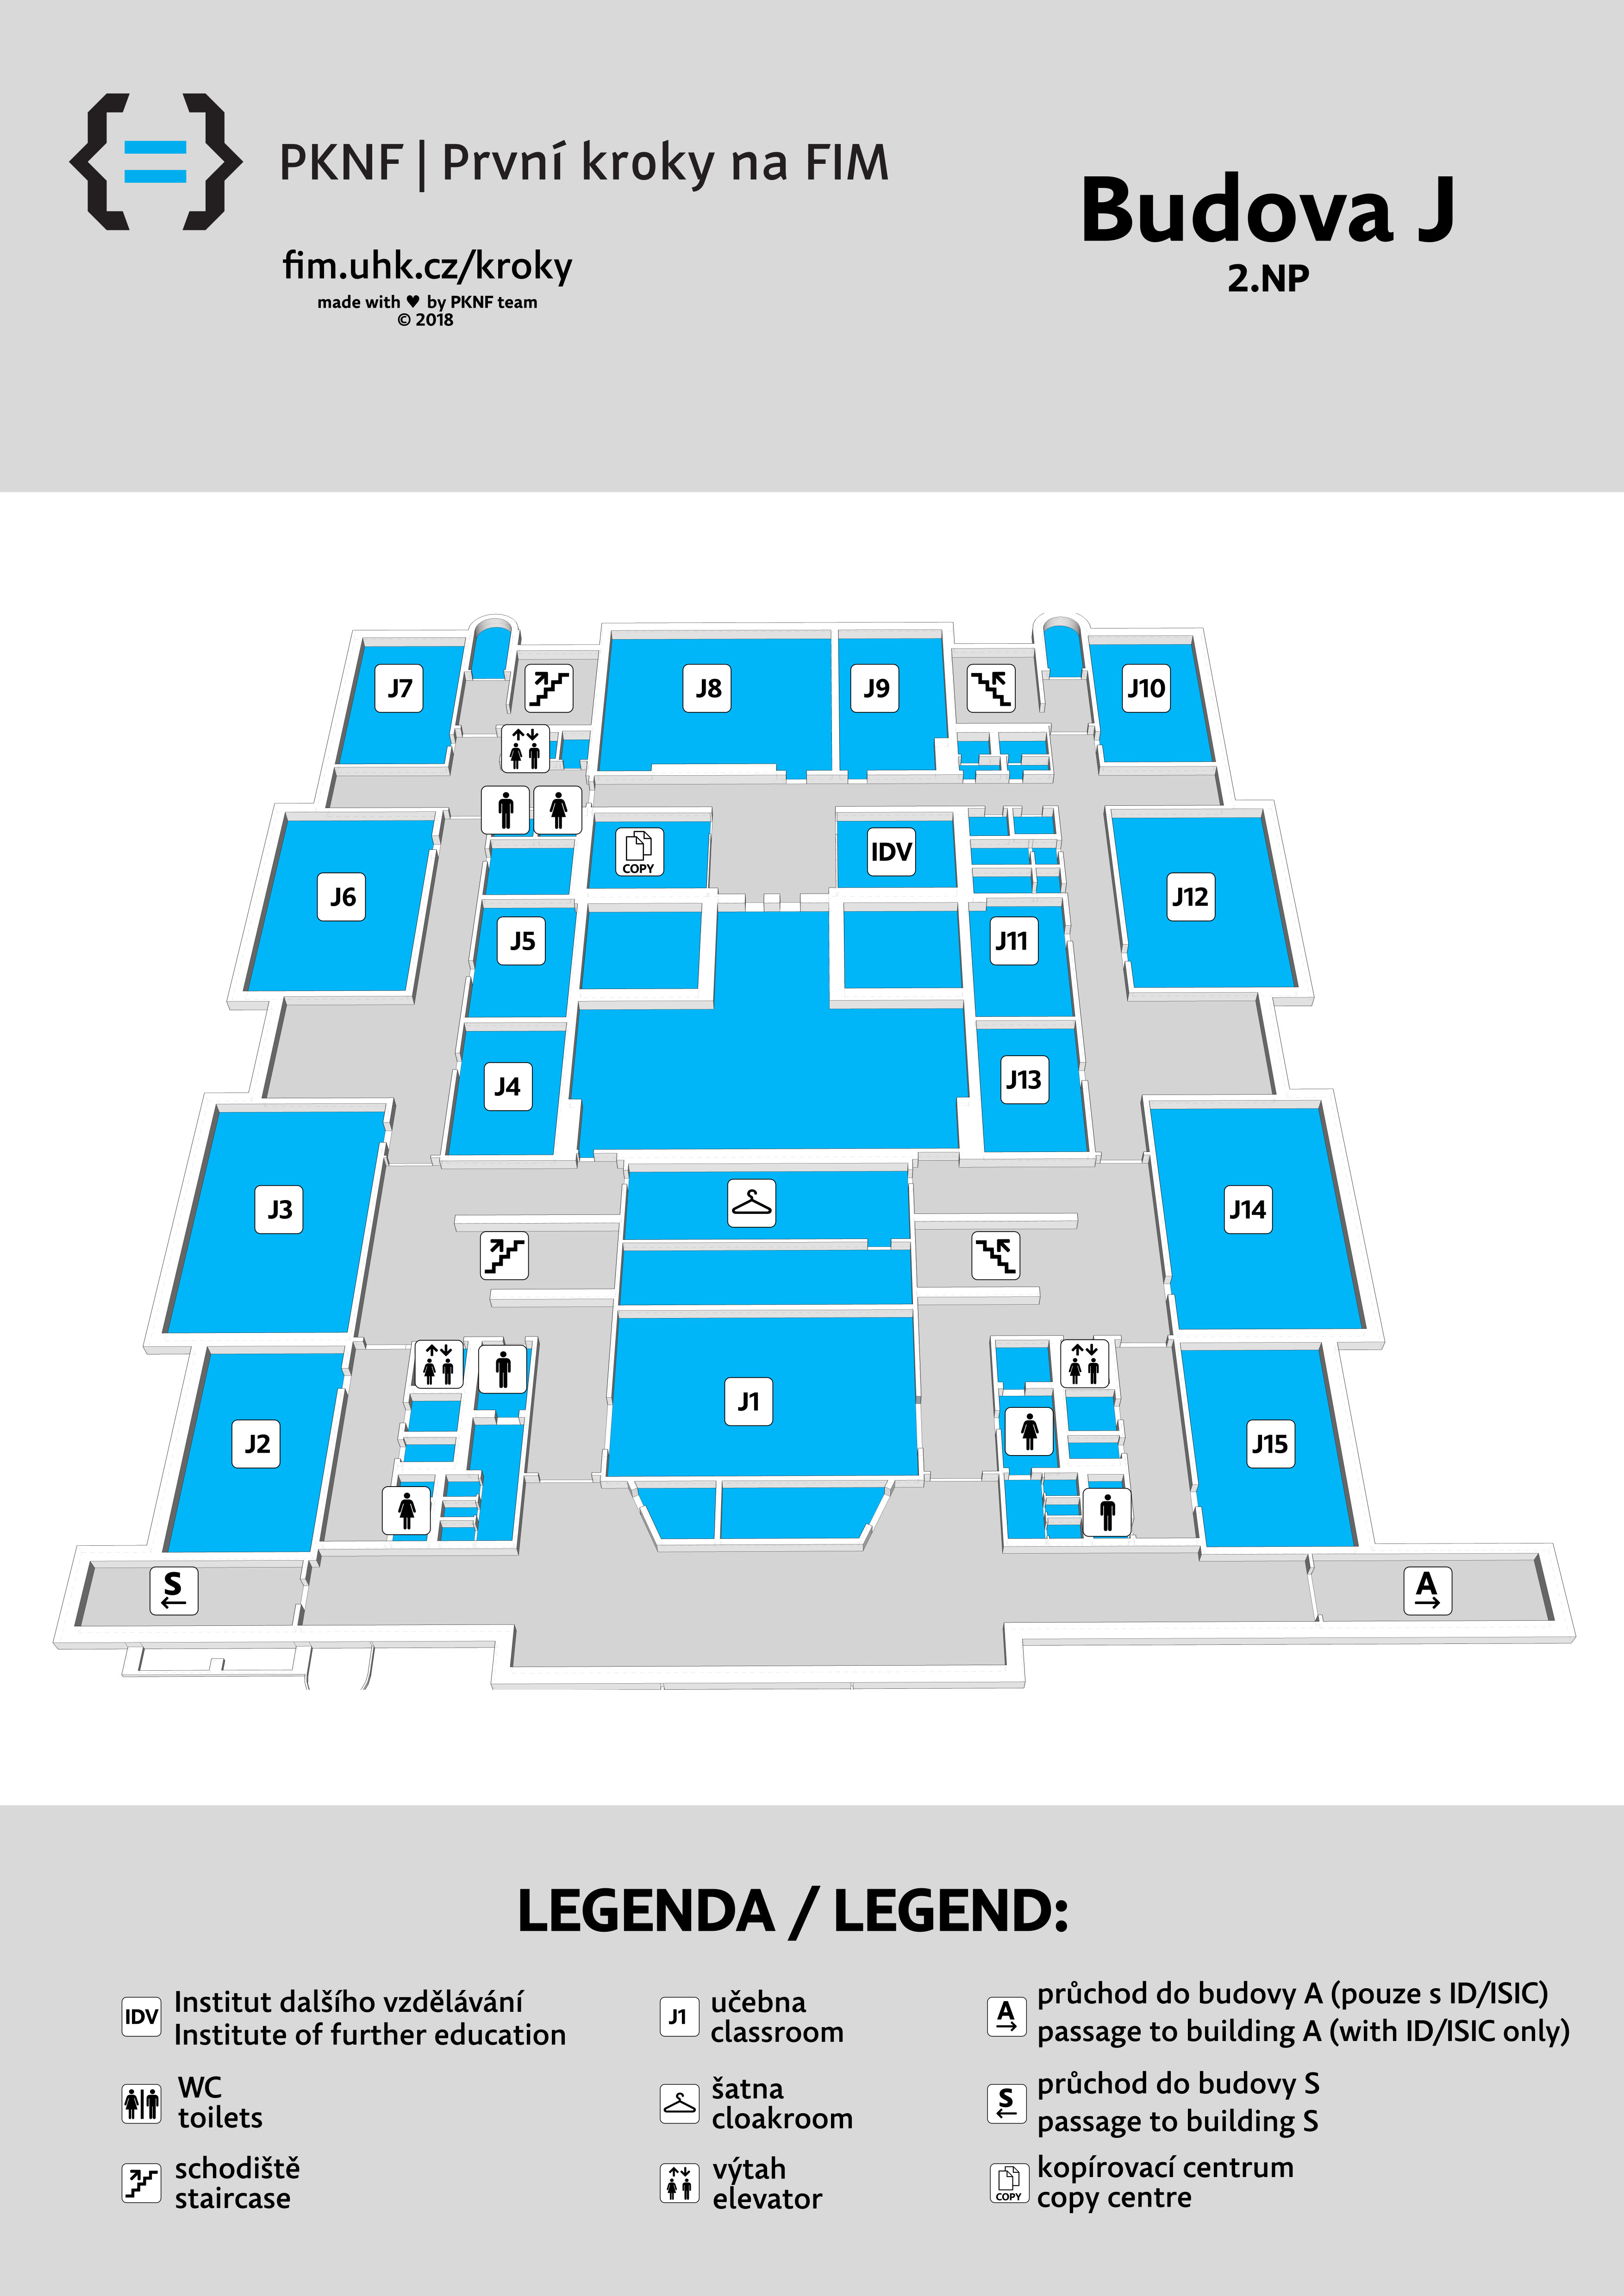 {=}
PKNF | První kroky na FIM
fim.uhk.cz/kroky
made with ♥ by PKNF team
© 2018
Budova J
2.NP
J7
J8
J9
J10
COPY
IDV
J6
J5
J11
J12
J4
J13
J3
J14
J1
J2
J15
S
A
LEGENDA / LEGEND:
IDV
Institut dalšího vzdělávání
Institute of further education
WC
toilets
schodiště
staircase
J1
učebna
classroom
šatna
cloakroom
výtah
elevator
A
průchod do budovy A (pouze s ID/ISIC)
passage to building A (with ID/ISIC only)
S
průchod do budovy S
passage to building S
COPY
kopírovací centrum
copy centre